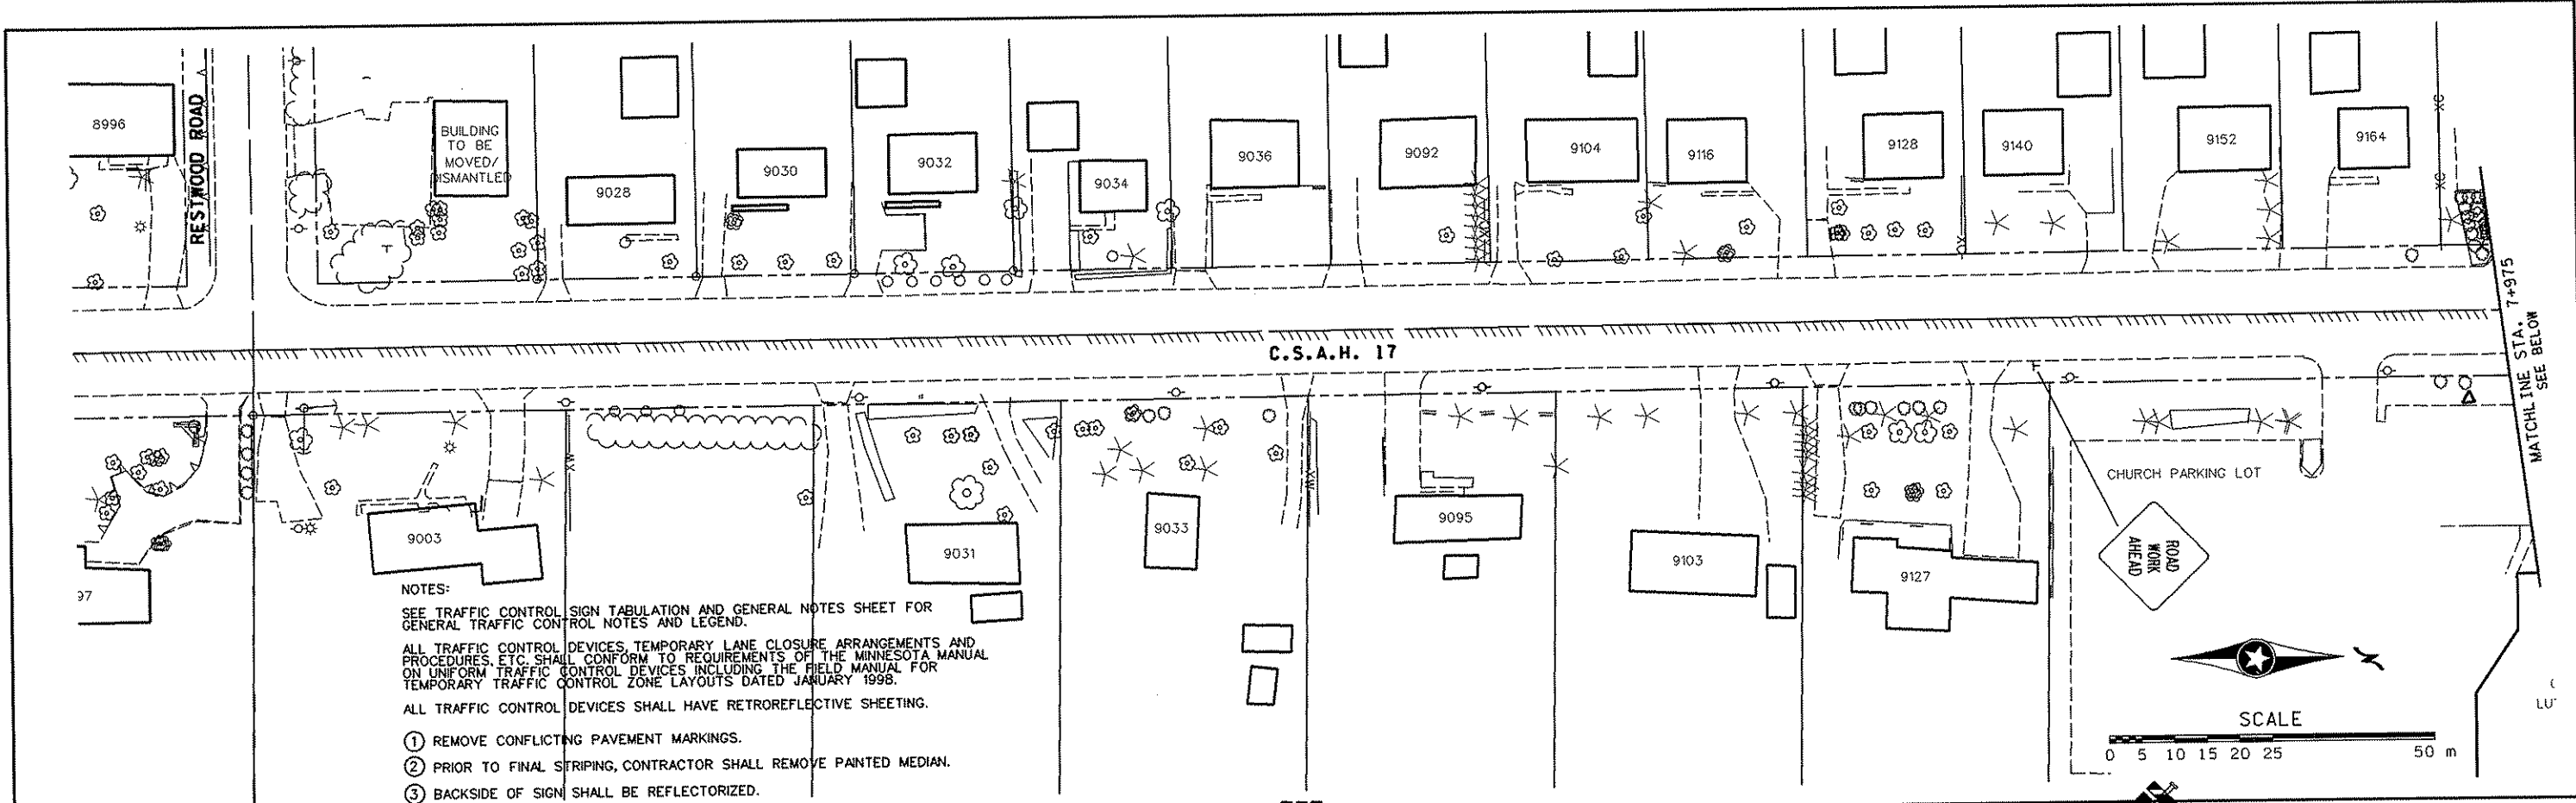 8996
RESTWOOD ROAD
BUILDING
TO BE
MOVED/
DISMANTLED
9028
9030
9032
9034
9036
9092
9104
9116
9128
9140
9152
9164
XC
XC
MATCHLINE STA. 7+975
SEE BELOW
C.S.A.H. 17
97
9003
9031
9033
9095
9103
9127
CHURCH PARKING LOT
ROAD
WORK
AHEAD
NOTES:
SEE TRAFFIC CONTROL SIGN TABULATION AND GENERAL NOTES SHEET FOR
GENERAL TRAFFIC CONTROL NOTES AND LEGEND.
ALL TRAFFIC CONTROL DEVICES, TEMPORARY LANE CLOSURE ARRANGEMENTS AND
PROCEDURES, ETC. SHALL CONFORM TO REQUIREMENTS OF THE MINNESOTA MANUAL
ON UNIFORM TRAFFIC CONTROL DEVICES INCLUDING THE FIELD MANUAL FOR
TEMPORARY TRAFFIC CONTROL ZONE LAYOUTS DATED JANUARY 1998.
ALL TRAFFIC CONTROL DEVICES SHALL HAVE RETROREFLECTIVE SHEETING.
1 REMOVE CONFLICTING PAVEMENT MARKINGS.
2 PRIOR TO FINAL STRIPING, CONTRACTOR SHALL REMOVE PAINTED MEDIAN.
3 BACKSIDE OF SIGN SHALL BE REFLECTORIZED.
SCALE
0 5 10 15 20 25 50 m
LU